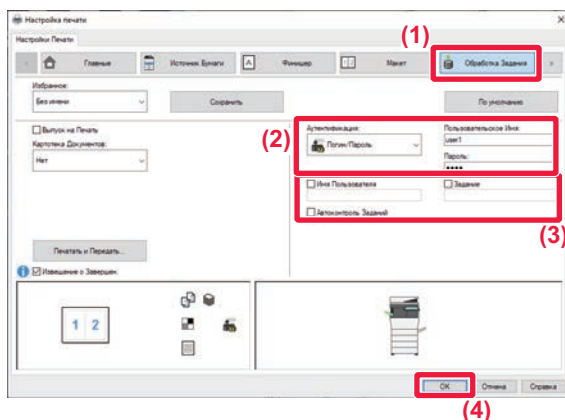 Настройка печати
Настройки Печати
(1)
Главные
Источник Бумаги
Финишер
Макет
Обработка Задания
Избранное:
Без имени
Сохранить
По умолчанию
(2)
Выпуск на Печать
Картотека Документов:
Нет
Аутентификация:
Логин/Пароль
Пользовательское Имя:
user1
Пароль:
••••
Имя Пользователя
Задание
Автоконтроль Заданий
(3)
Печатать и Передать...
Извещение о Завершен.
1 2
OK
Отмена
Справка
(4)